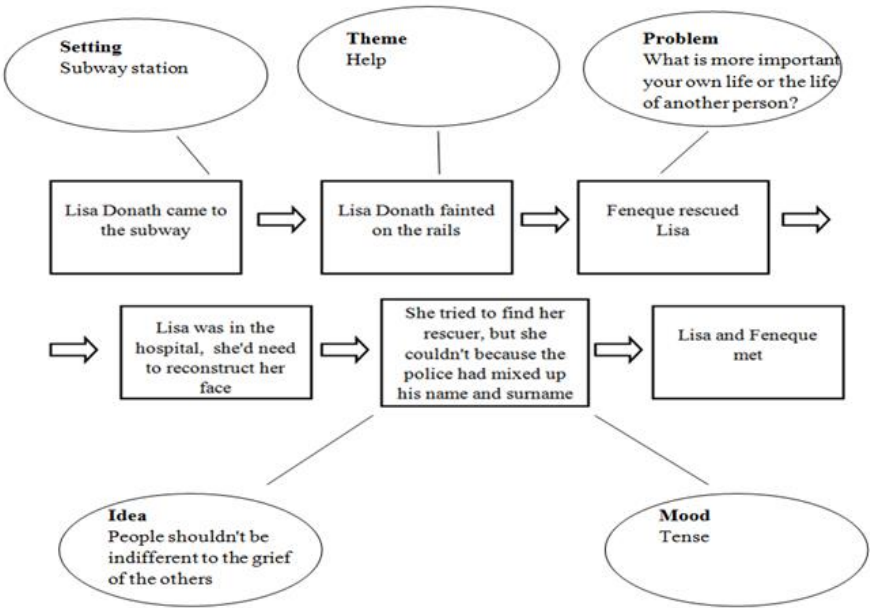 Setting
Subway station
Theme
Help
Problem
What is more important
your own life or the life
of another person?
Lisa Donath came to
the subway
Lisa Donath fainted
on the rails
Feneque rescued
Lisa
Lisa was in the
hospital, she'd need
to reconstruct her
face
She tried to find her
rescuer, but she
couldn't because the
police had mixed up
his name and surname
Lisa and Feneque
met
Idea
People shouldn't be
indifferent to the grief
of the others
Mood
Tense